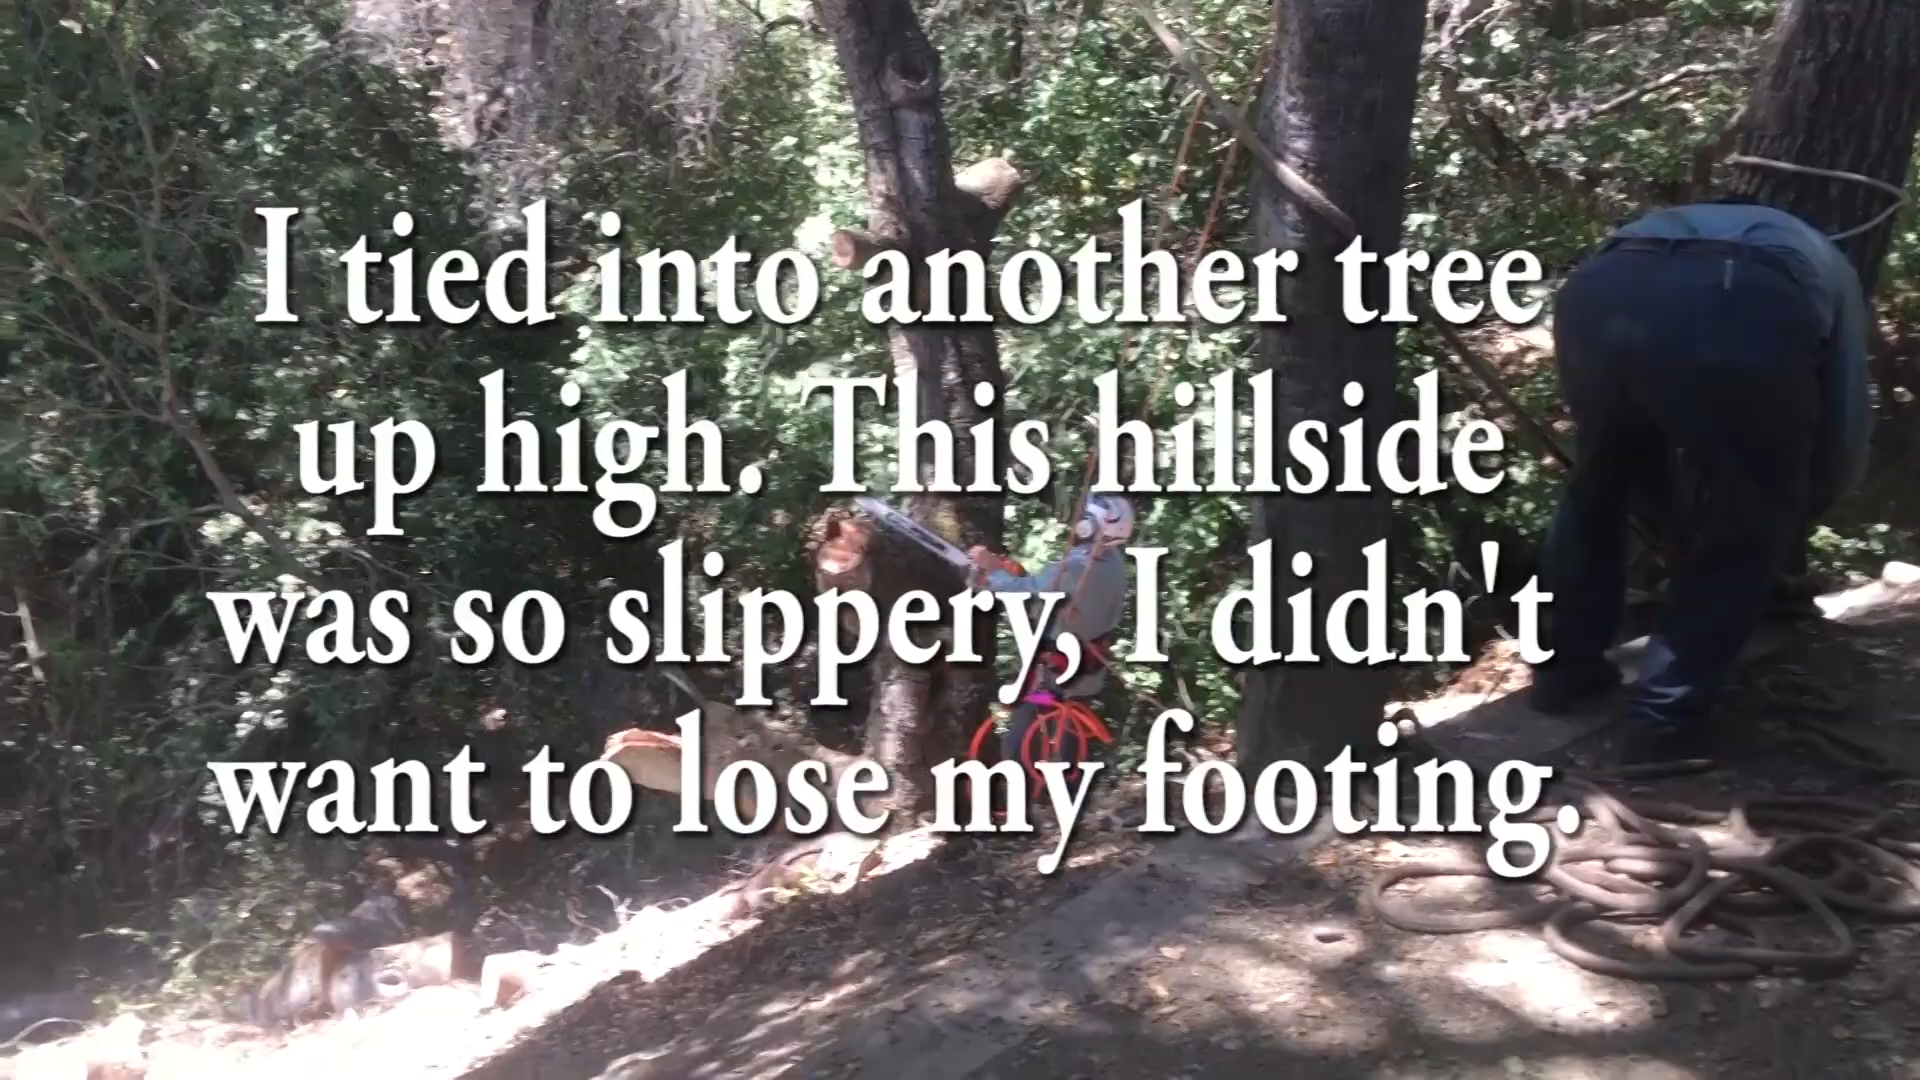 I tied into another tree
up high. This hillside
was so slippery, I didn't
want to lose my footing.